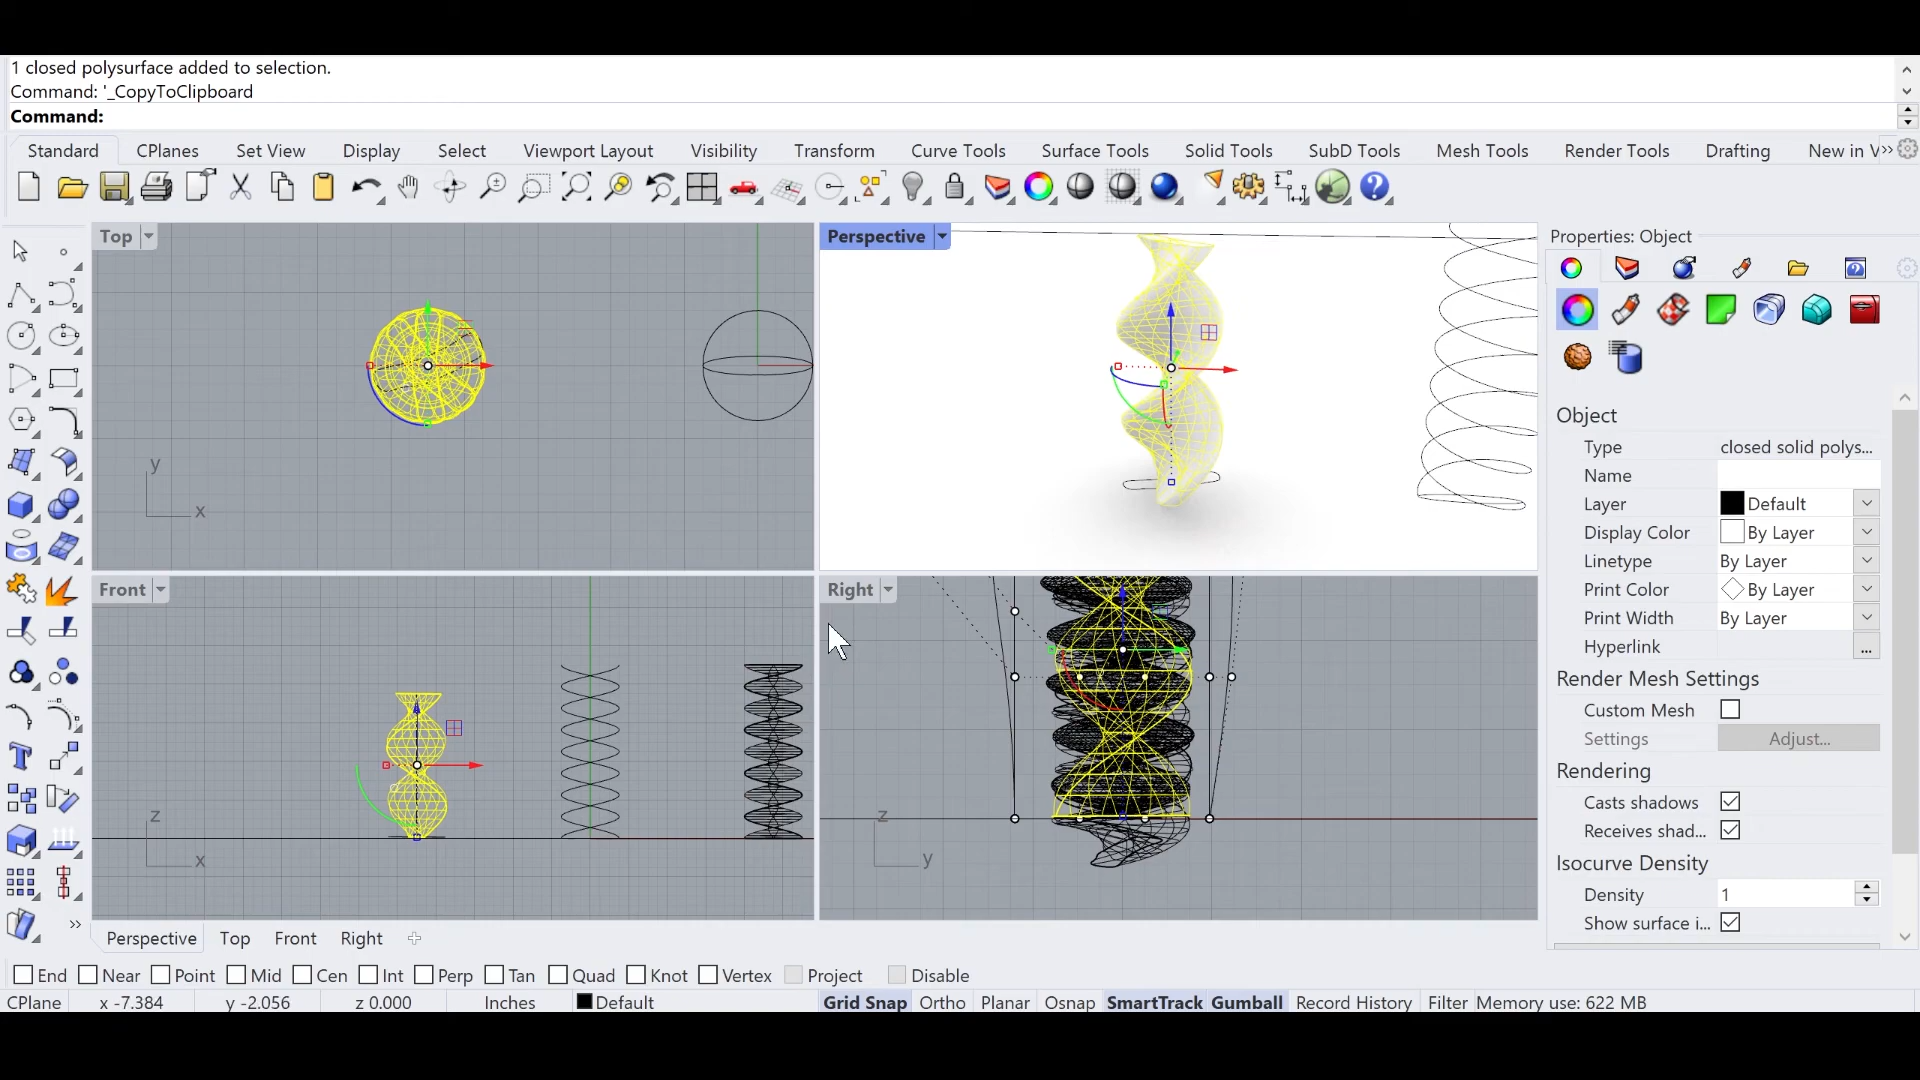 1 closed polysurface added to selection.
Command: '_CopyToClipboard
Command:
Standard CPlanes Set View Display Select Viewport Layout Visibility Transform Curve Tools Surface Tools Solid Tools SubD Tools Mesh Tools Render Tools Drafting New in V
Top
Perspective
Properties: Object
y
x
Object
Type closed solid polys...
Name
Layer Default
Display Color By Layer
Linetype By Layer
Print Color By Layer
Print Width By Layer
Hyperlink ...
Front
Right
Render Mesh Settings
Custom Mesh
Settings Adjust...
Rendering
Casts shadows
Receives shad...
Isocurve Density
Density 1
Show surface i...
z
x
z
y
Perspective Top Front Right
End Near Point Mid Cen Int Perp Tan Quad Knot Vertex Project Disable
CPlane x -7.384 y -2.056 z 0.000 Inches Default Grid Snap Ortho Planar Osnap SmartTrack Gumball Record History Filter Memory use: 622 MB